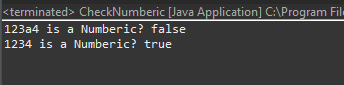 <terminated> CheckNumberic [Java Application] C:\Program File
123a4 is a Numberic? false
1234 is a Numberic? true